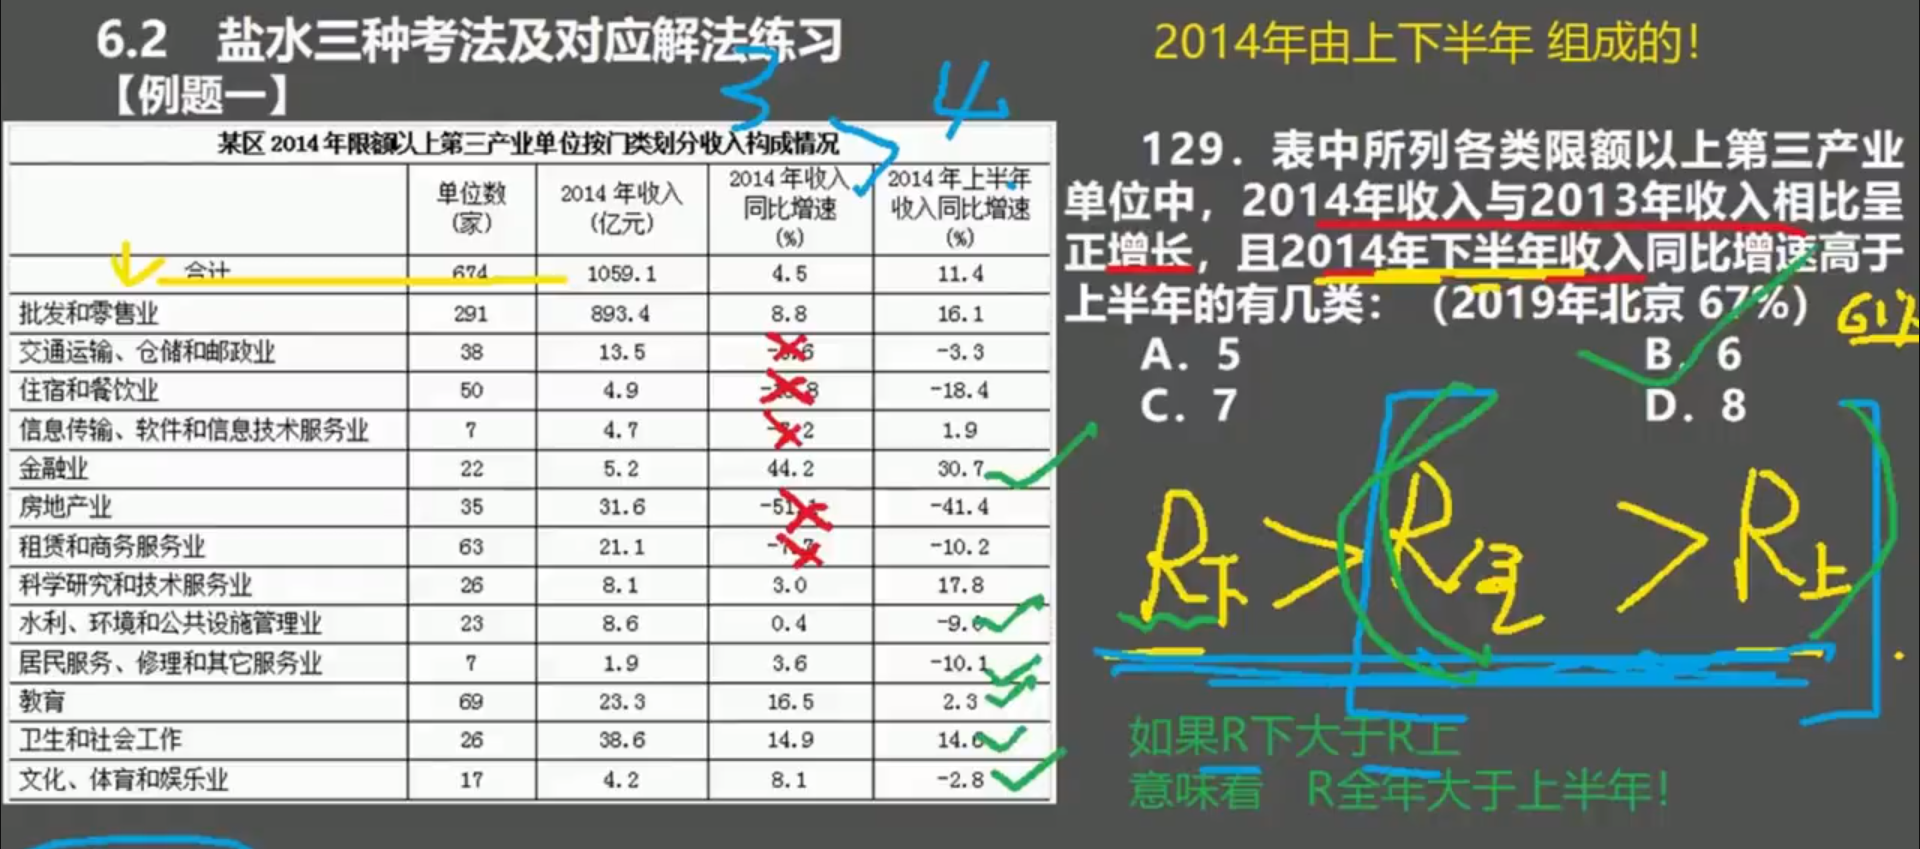 6.2 盐水三种考法及对应解法练习
【例题一】
3 > 4
2014年由上下半年 组成的!
某区 2014 年限额以上第三产业单位按门类划分收入构成情况
单位数(家) 2014 年收入(亿元) 2014 年收入同比增速(%) 2014 年上半年收入同比增速(%)
合计 674 1059.1 4.5 11.4
批发和零售业 291 893.4 8.8 16.1
交通运输、仓储和邮政业 38 13.5 -3.3
住宿和餐饮业 50 4.9 -18.4
信息传输、软件和信息技术服务业 7 4.7 1.9
金融业 22 5.2 44.2 30.7
房地产业 35 31.6 -41.4
租赁和商务服务业 63 21.1 -10.2
科学研究和技术服务业 26 8.1 3.0 17.8
水利、环境和公共设施管理业 23 8.6 0.4
居民服务、修理和其它服务业 7 1.9 3.6 -10.1
教育 69 23.3 16.5 2.3
卫生和社会工作 26 38.6 14.9
文化、体育和娱乐业 17 4.2 8.1 -2.8
129. 表中所列各类限额以上第三产业
单位中，2014年收入与2013年收入相比呈
正增长，且2014年下半年收入同比增速高于
上半年的有几类：（2019年北京 67%）
A. 5 B. 6
C. 7 D. 8
R下 > R全 > R上
如果R下大于R上
意味着 R全年大于上半年!